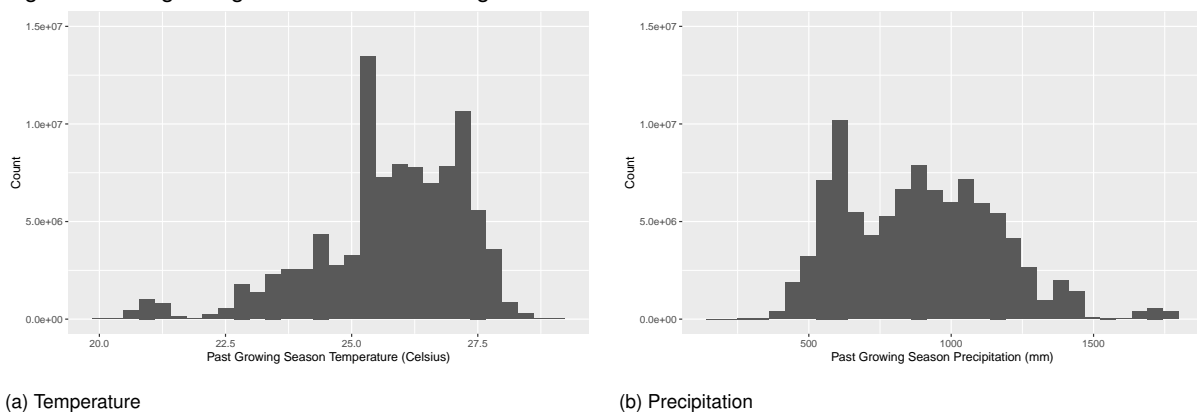 1.5e+07
1.0e+07
5.0e+06
0.0e+00
Count
20.0 22.5 25.0 27.5
Past Growing Season Temperature (Celsius)
(a) Temperature
1.5e+07
1.0e+07
5.0e+06
0.0e+00
Count
500 1000 1500
Past Growing Season Precipitation (mm)
(b) Precipitation